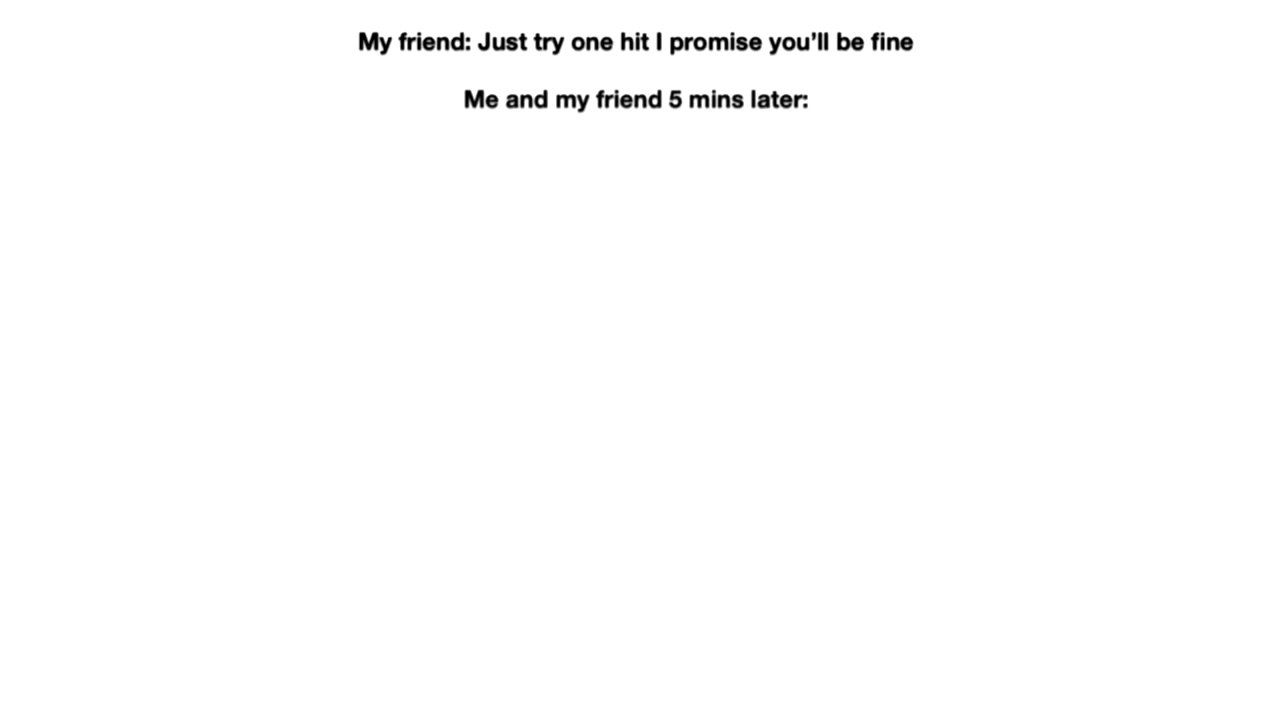 My friend: Just try one hit I promise you’ll be fine
Me and my friend 5 mins later: